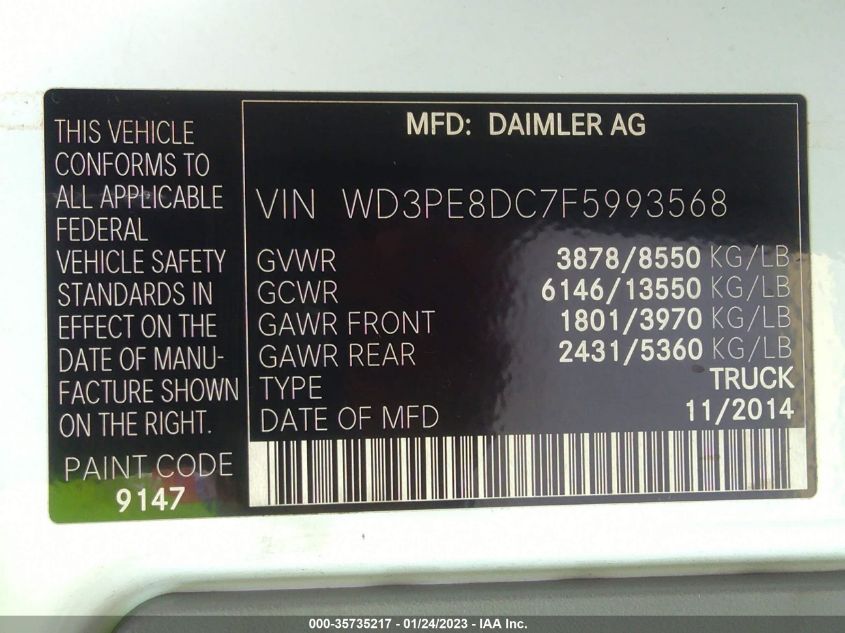 THIS VEHICLE
CONFORMS TO
ALL APPLICABLE
FEDERAL
VEHICLE SAFETY
STANDARDS IN
EFFECT ON THE
DATE OF MANU-
FACTURE SHOWN
ON THE RIGHT.
PAINT CODE
9147
MFD: DAIMLER AG
VIN WD3PE8DC7F5993568
GVWR 3878/8550 KG/LB
GCWR 6146/13550 KG/LB
GAWR FRONT 1801/3970 KG/LB
GAWR REAR 2431/5360 KG/LB
TYPE TRUCK
DATE OF MFD 11/2014
000-35735217 - 01/24/2023 - IAA Inc.